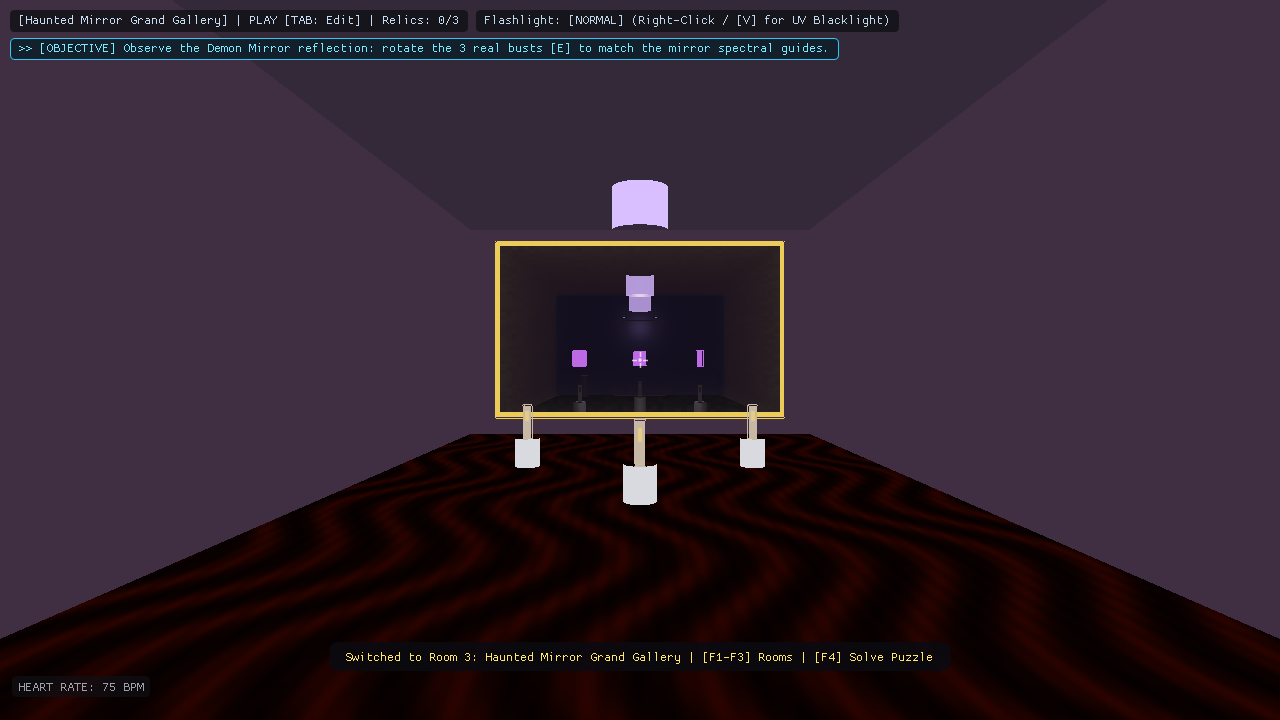 [Haunted Mirror Grand Gallery] | PLAY [TAB: Edit] | Relics: 0/3
Flashlight: [NORMAL] (Right-Click / [V] for UV Blacklight)
>> [OBJECTIVE] Observe the Demon Mirror reflection: rotate the 3 real busts [E] to match the mirror spectral guides.
Switched to Room 3: Haunted Mirror Grand Gallery | [F1-F3] Rooms | [F4] Solve Puzzle
HEART RATE: 75 BPM